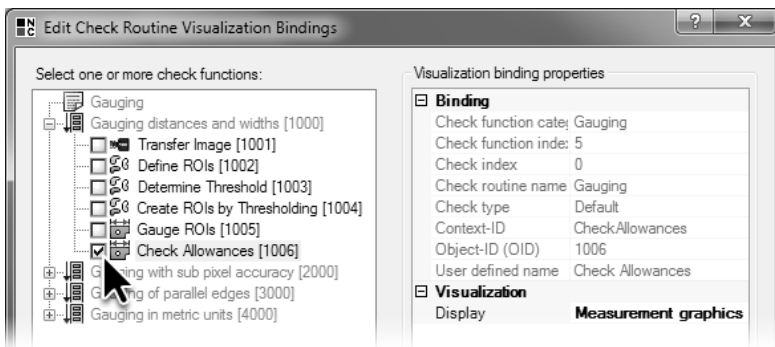 Edit Check Routine Visualization Bindings
Select one or more check functions:
Gauging
Gauging distances and widths [1000]
Transfer Image [1001]
Define ROIs [1002]
Determine Threshold [1003]
Create ROIs by Thresholding [1004]
Gauge ROIs [1005]
Check Allowances [1006]
Gauging with sub pixel accuracy [2000]
Gauging of parallel edges [3000]
Gauging in metric units [4000]
Visualization binding properties
Binding
Check function categ Gauging
Check function index 5
Check index 0
Check routine name Gauging
Check type Default
Context-ID CheckAllowances
Object-ID (OID) 1006
User defined name Check Allowances
Visualization
Display Measurement graphics